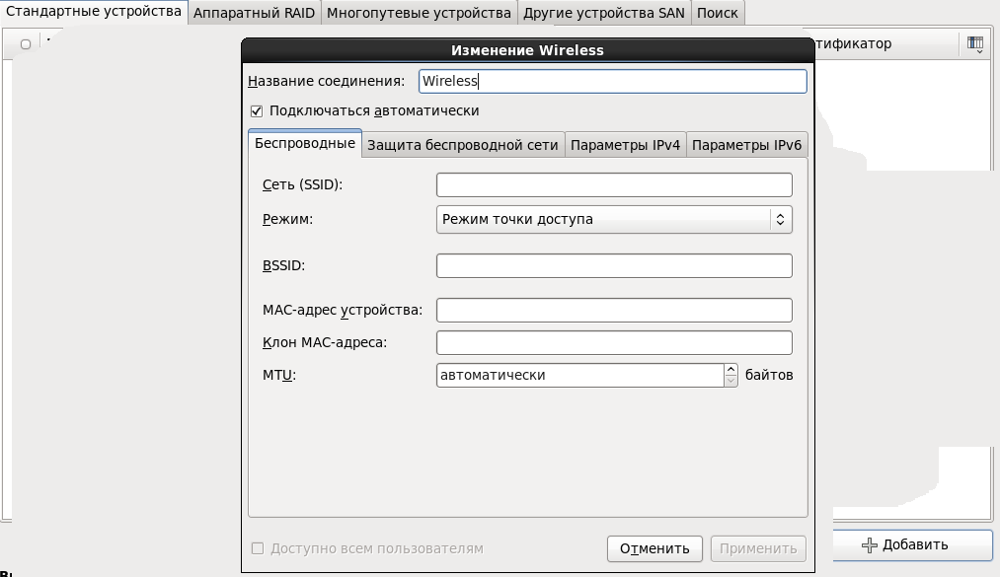 Стандартные устройства Аппаратный RAID Многопутевые устройства Другие устройства SAN Поиск
тификатор
Изменение Wireless
Название соединения: Wireless
Подключаться автоматически
Беспроводные Защита беспроводной сети Параметры IPv4 Параметры IPv6
Сеть (SSID):
Режим: Режим точки доступа
BSSID:
MAC-адрес устройства:
Клон MAC-адреса:
MTU: автоматически байтов
Доступно всем пользователям Отменить Применить
Добавить